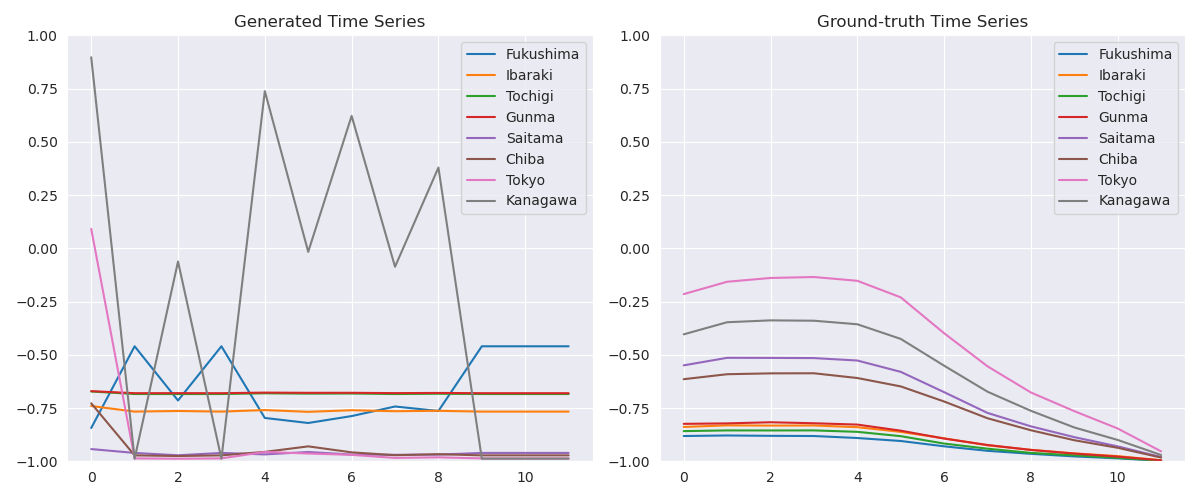 Generated Time Series
1.00
0.75
0.50
0.25
0.00
−0.25
−0.50
−0.75
−1.00
0 2 4 6 8 10
Fukushima
Ibaraki
Tochigi
Gunma
Saitama
Chiba
Tokyo
Kanagawa
Ground-truth Time Series
1.00
0.75
0.50
0.25
0.00
−0.25
−0.50
−0.75
−1.00
0 2 4 6 8 10
Fukushima
Ibaraki
Tochigi
Gunma
Saitama
Chiba
Tokyo
Kanagawa